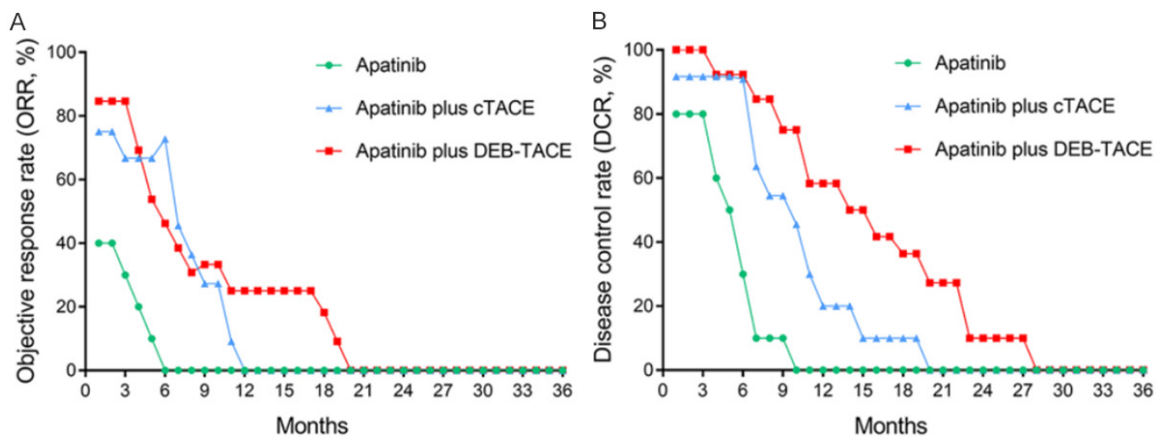 A
Objective response rate (ORR, %)
100
80
60
40
20
0
Apatinib
Apatinib plus cTACE
Apatinib plus DEB-TACE
0 3 6 9 12 15 18 21 24 27 30 33 36
Months
B
Disease control rate (DCR, %)
100
80
60
40
20
0
Apatinib
Apatinib plus cTACE
Apatinib plus DEB-TACE
0 3 6 9 12 15 18 21 24 27 30 33 36
Months